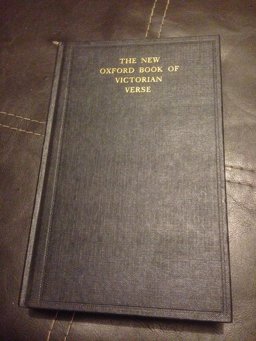 THE NEW
OXFORD BOOK OF
VICTORIAN
VERSE